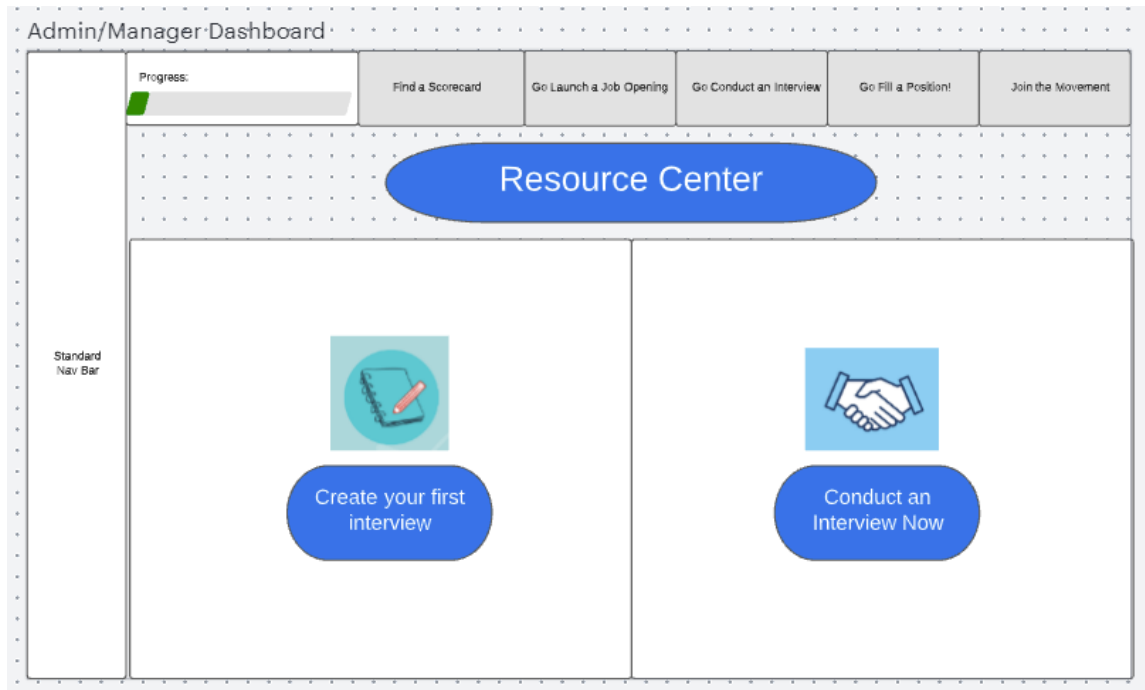 Admin/Manager Dashboard
Progress:
Find a Scorecard
Go Launch a Job Opening
Go Conduct an Interview
Go Fill a Position!
Join the Movement
Resource Center
Standard
Nav Bar
Create your first
interview
Conduct an
Interview Now